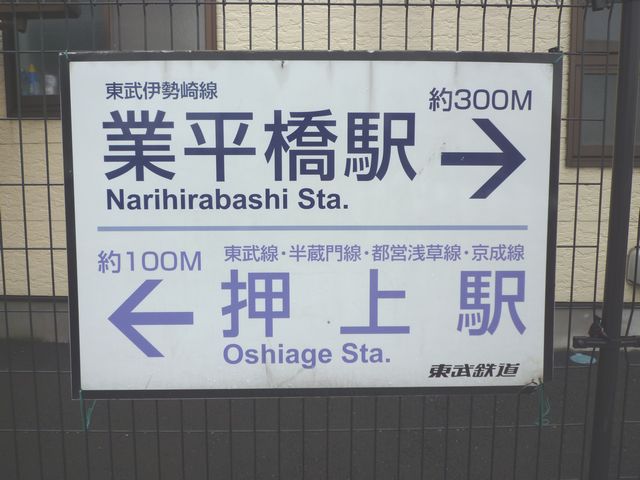 東武伊勢崎線
約300M
業平橋駅
Narihirabashi Sta.
約100M
東武線・半蔵門線・都営浅草線・京成線
押上駅
Oshiage Sta.
東武鉄道